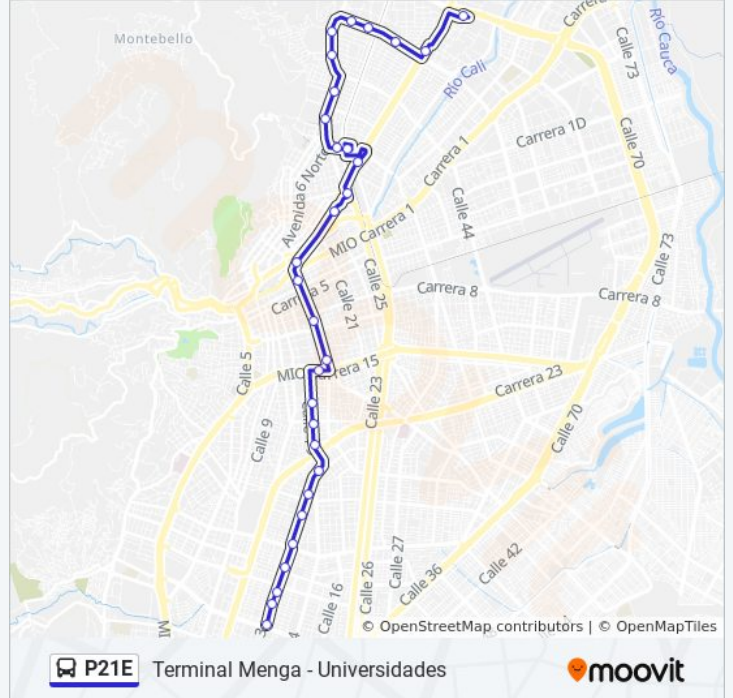 Montebello
Carrera
Río Cauca
Calle 73
Río Cali
Carrera 1D
Calle 70
Carrera 1
Avenida 6 Norte
Calle 44
MIO Carrera 1
Calle 73
Calle 25
Carrera 5
Calle 21
Carrera 8
Carrera 8
Calle 5
MIO Carrera 15
Carrera 23
Calle 23
Calle 9
Calle 70
Calle 27
Calle 42
Calle 36
Calle 26
Calle 16
© OpenStreetMap contributors | © OpenMapTiles
P21E Terminal Menga - Universidades
moovit